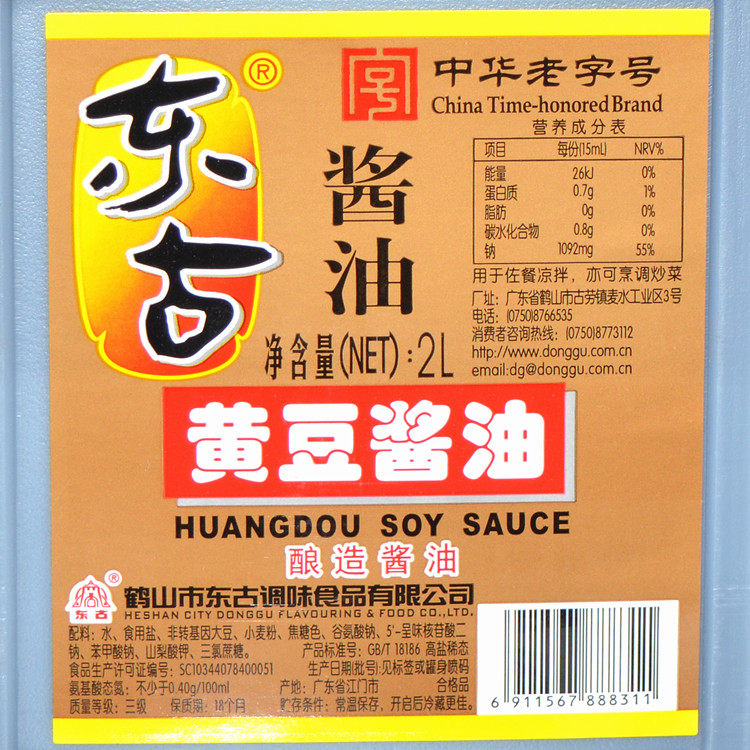 东古®
中华老字号
China Time-honored Brand
酱油
营养成分表
项目 每份(15mL) NRV%
能量 26kJ 0%
蛋白质 0.7g 1%
脂肪 0g 0%
碳水化合物 0.8g 0%
钠 1092mg 55%
用于佐餐凉拌，亦可烹调炒菜
厂址：广东省鹤山市古劳镇麦水工业区3号
电话：(0750)8766535
消费者咨询热线：(0750)8773112
http://www.donggu.com.cn
email:dg@donggu.com.cn
净含量(NET)：2L
黄豆酱油
HUANGDOU SOY SAUCE
酿造酱油
东古®
鹤山市东古调味食品有限公司
HESHAN CITY DONGGU FLAVOURING & FOOD CO.,LTD.
配料：水、食用盐、非转基因大豆、小麦粉、焦糖色、谷氨酸钠、5'-呈味核苷酸二
钠、苯甲酸钠、山梨酸钾、三氯蔗糖。 产品标准号：GB/T 18186 高盐稀态
食品生产许可证编号：SC10344078400051 生产日期(批号)：见标签或罐身喷码
氨基酸态氮：不少于0.40g/100ml 产地：广东省江门市 合格品
质量等级：三级 保质期：18个月 贮存条件：常温保存，开启后冷藏更佳。
6 911567 888311